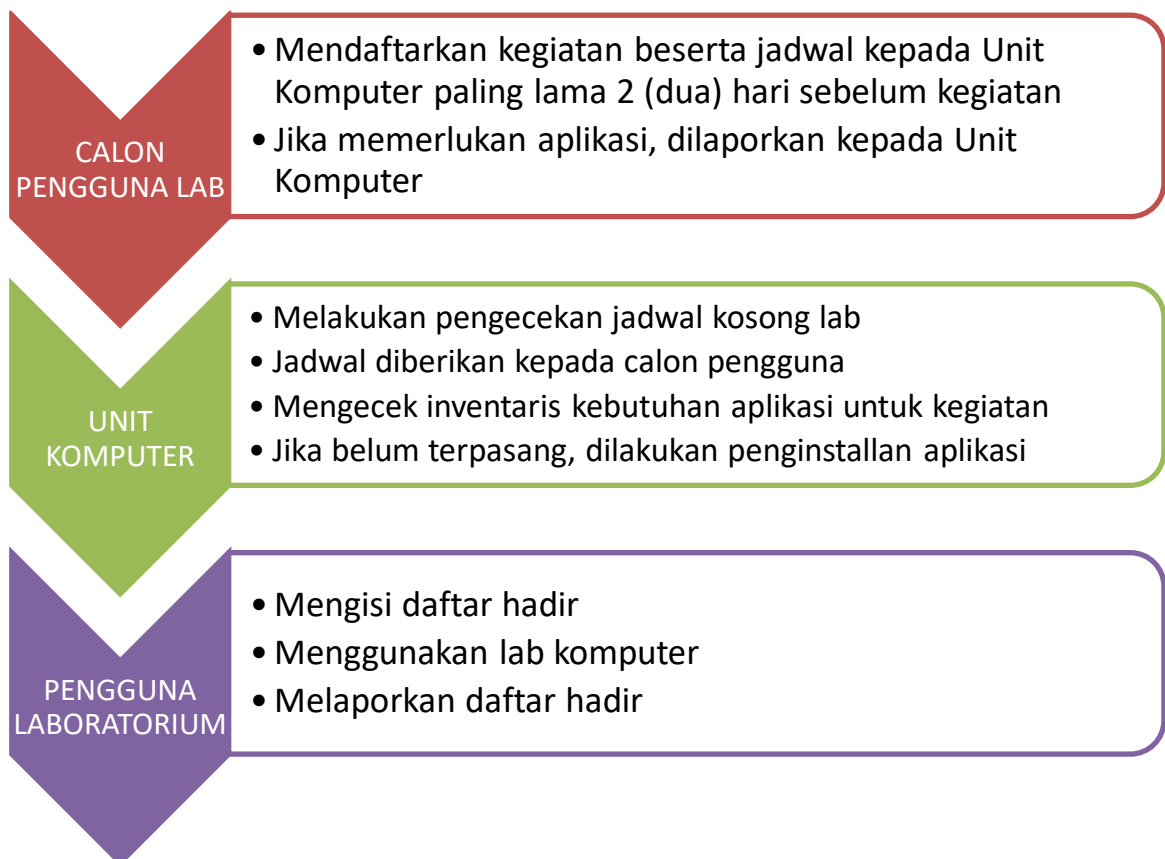 CALON
PENGGUNA LAB
• Mendaftarkan kegiatan beserta jadwal kepada Unit
Komputer paling lama 2 (dua) hari sebelum kegiatan
• Jika memerlukan aplikasi, dilaporkan kepada Unit
Komputer
UNIT
KOMPUTER
• Melakukan pengecekan jadwal kosong lab
• Jadwal diberikan kepada calon pengguna
• Mengecek inventaris kebutuhan aplikasi untuk kegiatan
• Jika belum terpasang, dilakukan penginstallan aplikasi
PENGGUNA
LABORATORIUM
• Mengisi daftar hadir
• Menggunakan lab komputer
• Melaporkan daftar hadir